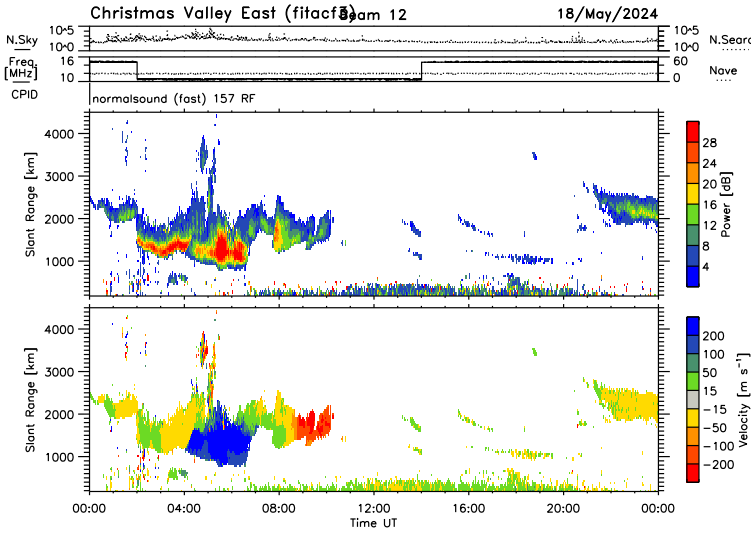 Christmas Valley East (fitacf3) Beam 12 18/May/2024
N.Sky 10^5 10^0 10^5 10^0 N.Searc
Freq. [MHz] 16 10 60 0 Nave
CPID normalsound (fast) 157 RF
Slant Range [km] 4000 3000 2000 1000
28 24 20 16 12 8 4 Power [dB]
Slant Range [km] 4000 3000 2000 1000
200 100 50 15 -15 -50 -100 -200 Velocity [m s^-1]
00:00 04:00 08:00 12:00 16:00 20:00 00:00
Time UT